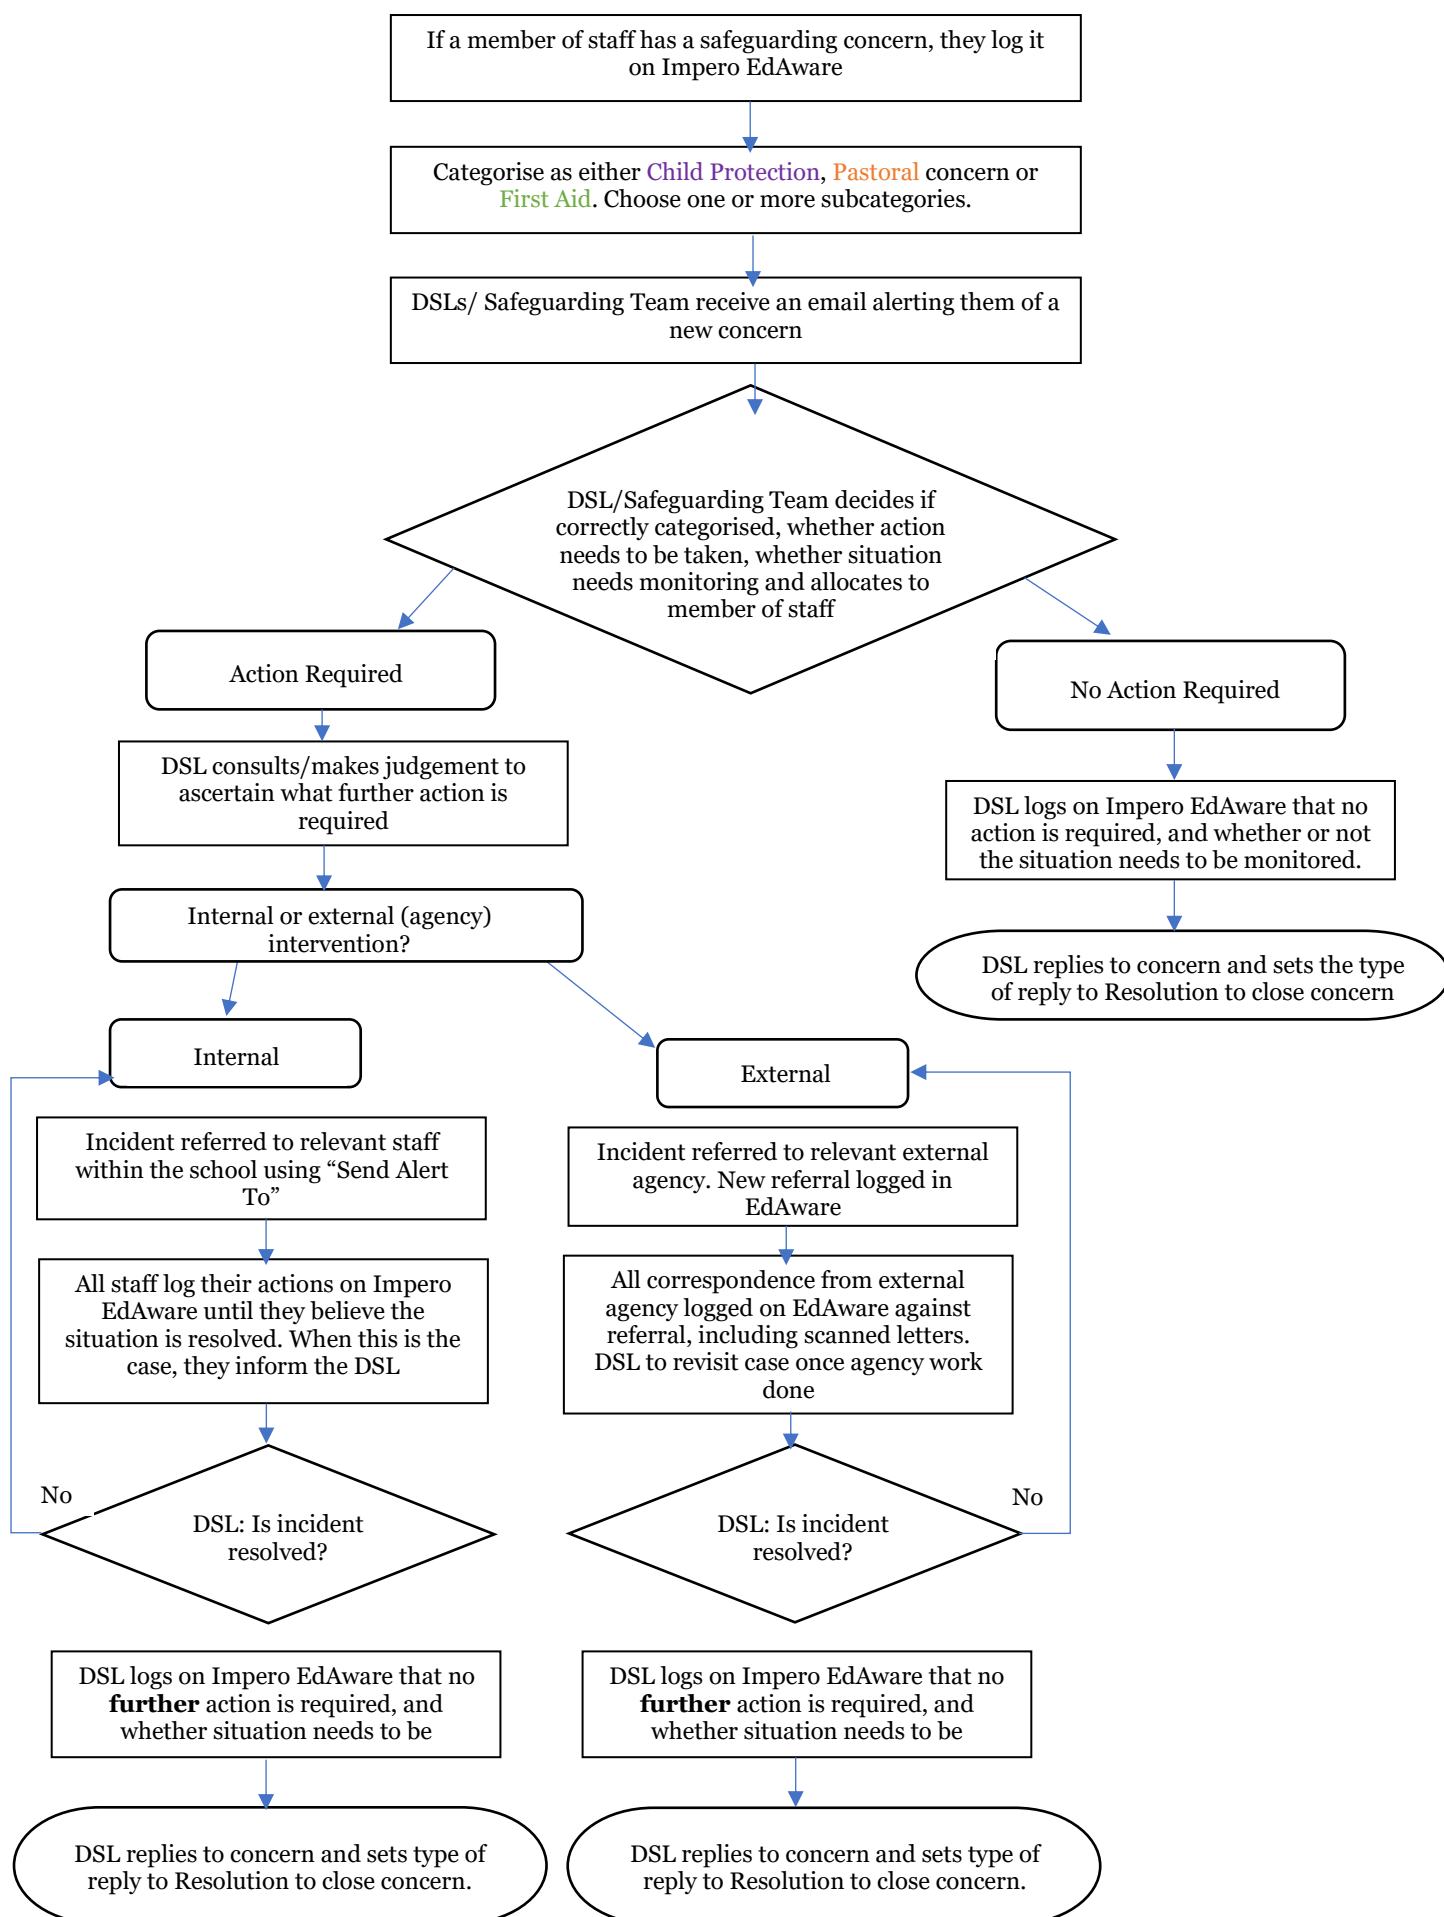 If a member of staff has a safeguarding concern, they log it
on Impero EdAware
Categorise as either Child Protection, Pastoral concern or
First Aid. Choose one or more subcategories.
DSLs/ Safeguarding Team receive an email alerting them of a
new concern
DSL/Safeguarding Team decides if
correctly categorised, whether action
needs to be taken, whether situation
needs monitoring and allocates to
member of staff
Action Required
No Action Required
DSL consults/makes judgement to
ascertain what further action is
required
DSL logs on Impero EdAware that no
action is required, and whether or not
the situation needs to be monitored.
Internal or external (agency)
intervention?
DSL replies to concern and sets the type
of reply to Resolution to close concern
Internal
External
Incident referred to relevant staff
within the school using “Send Alert
To”
Incident referred to relevant external
agency. New referral logged in
EdAware
All staff log their actions on Impero
EdAware until they believe the
situation is resolved. When this is the
case, they inform the DSL
All correspondence from external
agency logged on EdAware against
referral, including scanned letters.
DSL to revisit case once agency work
done
No
DSL: Is incident
resolved?
No
DSL: Is incident
resolved?
DSL logs on Impero EdAware that no
further action is required, and
whether situation needs to be
DSL logs on Impero EdAware that no
further action is required, and
whether situation needs to be
DSL replies to concern and sets type of
reply to Resolution to close concern.
DSL replies to concern and sets type of
reply to Resolution to close concern.